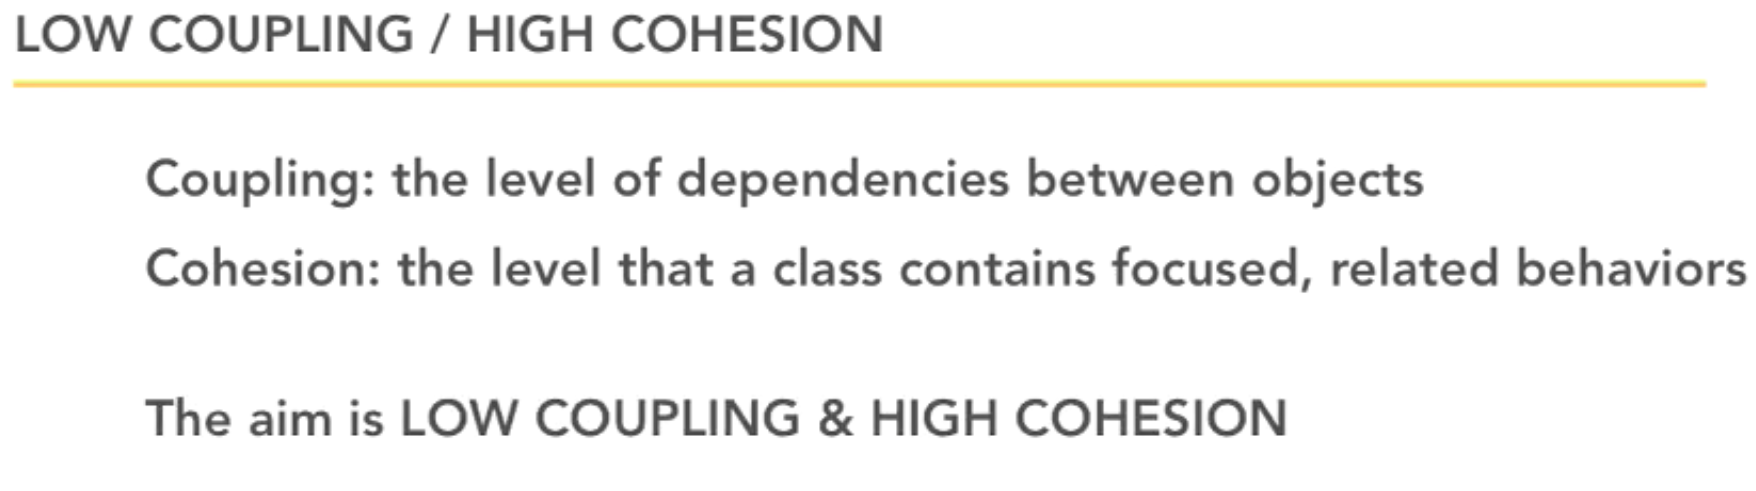 LOW COUPLING / HIGH COHESION
Coupling: the level of dependencies between objects
Cohesion: the level that a class contains focused, related behaviors
The aim is LOW COUPLING & HIGH COHESION